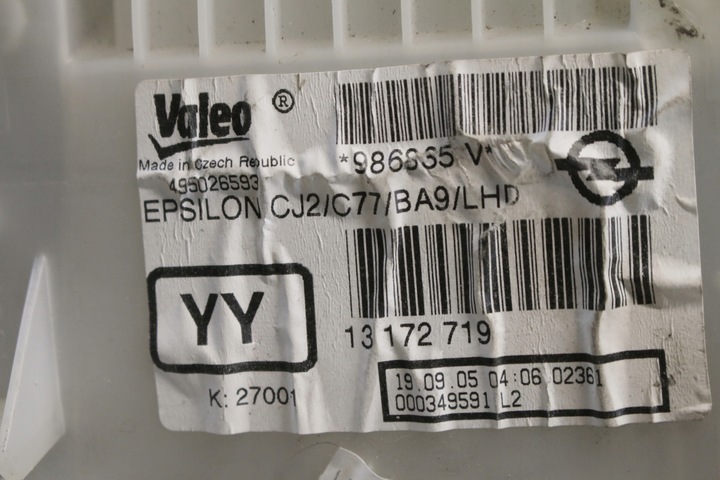 Valeo ®
Made in Czech Republic
*986865 V*
495026593
EPSILON CJ2/C77/BA9/LHD
YY
13 172 719
K: 27001
19.09.05 04:06 02361
000349591 L2